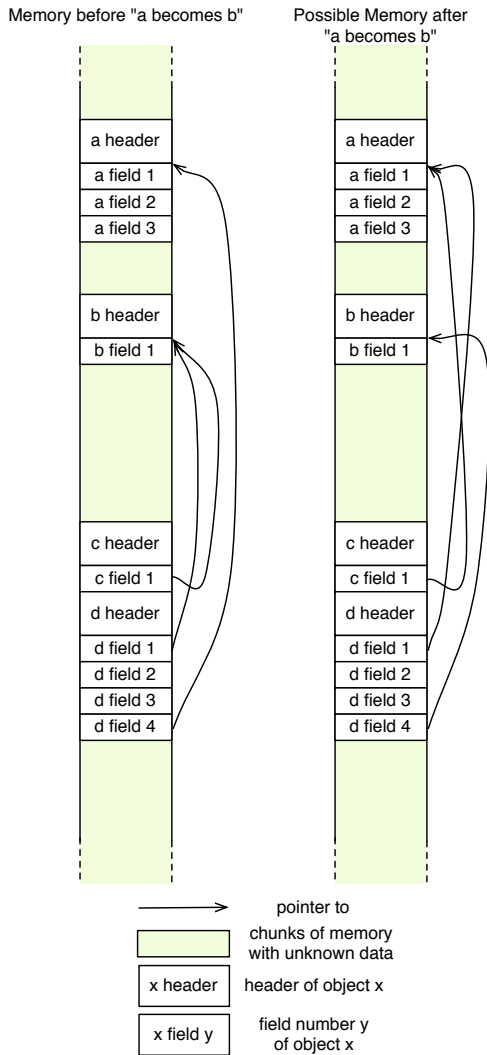 Memory before "a becomes b"
a header
a field 1
a field 2
a field 3
b header
b field 1
c header
c field 1
d header
d field 1
d field 2
d field 3
d field 4
Possible Memory after
"a becomes b"
a header
a field 1
a field 2
a field 3
b header
b field 1
c header
c field 1
d header
d field 1
d field 2
d field 3
d field 4
pointer to
chunks of memory
with unknown data
x header
header of object x
x field y
field number y
of object x